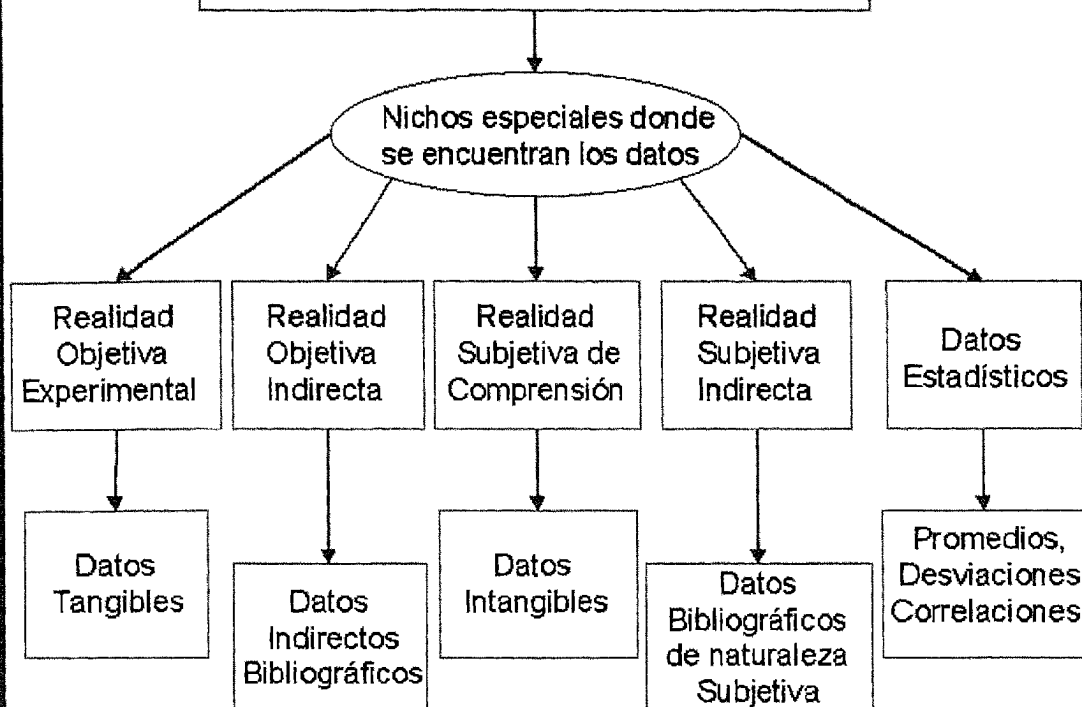 Nichos especiales donde
se encuentran los datos
Realidad
Objetiva
Experimental
Realidad
Objetiva
Indirecta
Realidad
Subjetiva de
Comprensión
Realidad
Subjetiva
Indirecta
Datos
Estadísticos
Datos
Tangibles
Datos
Indirectos
Bibliográficos
Datos
Intangibles
Datos
Bibliográficos
de naturaleza
Subjetiva
Promedios,
Desviaciones
Correlaciones